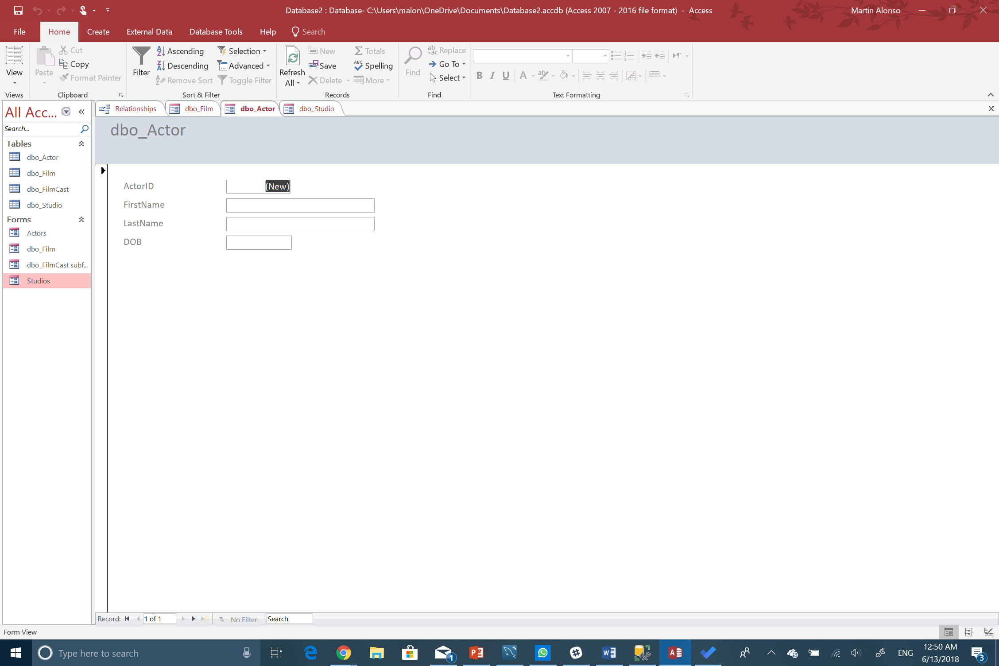 Database2 : Database- C:\Users\malon\OneDrive\Documents\Database2.accdb (Access 2007 - 2016 file format) - Access
Martin Alonso
File Home Create External Data Database Tools Help Search
View
Views
Paste
Cut
Copy
Format Painter
Clipboard
Filter
Ascending
Descending
Remove Sort
Selection
Advanced
Toggle Filter
Sort & Filter
Refresh
All
New
Save
Delete
Totals
Spelling
More
Records
Find
Replace
Go To
Select
Find
B I U A
Text Formatting
All Acc...
Search...
Tables
dbo_Actor
dbo_Film
dbo_FilmCast
dbo_Studio
Forms
Actors
dbo_Film
dbo_FilmCast subf...
Studios
Relationships dbo_Film dbo_Actor dbo_Studio
dbo_Actor
ActorID (New)
FirstName
LastName
DOB
Record: 1 of 1 No Filter Search
Form View
Type here to search
1
ENG
12:50 AM
6/13/2018
3